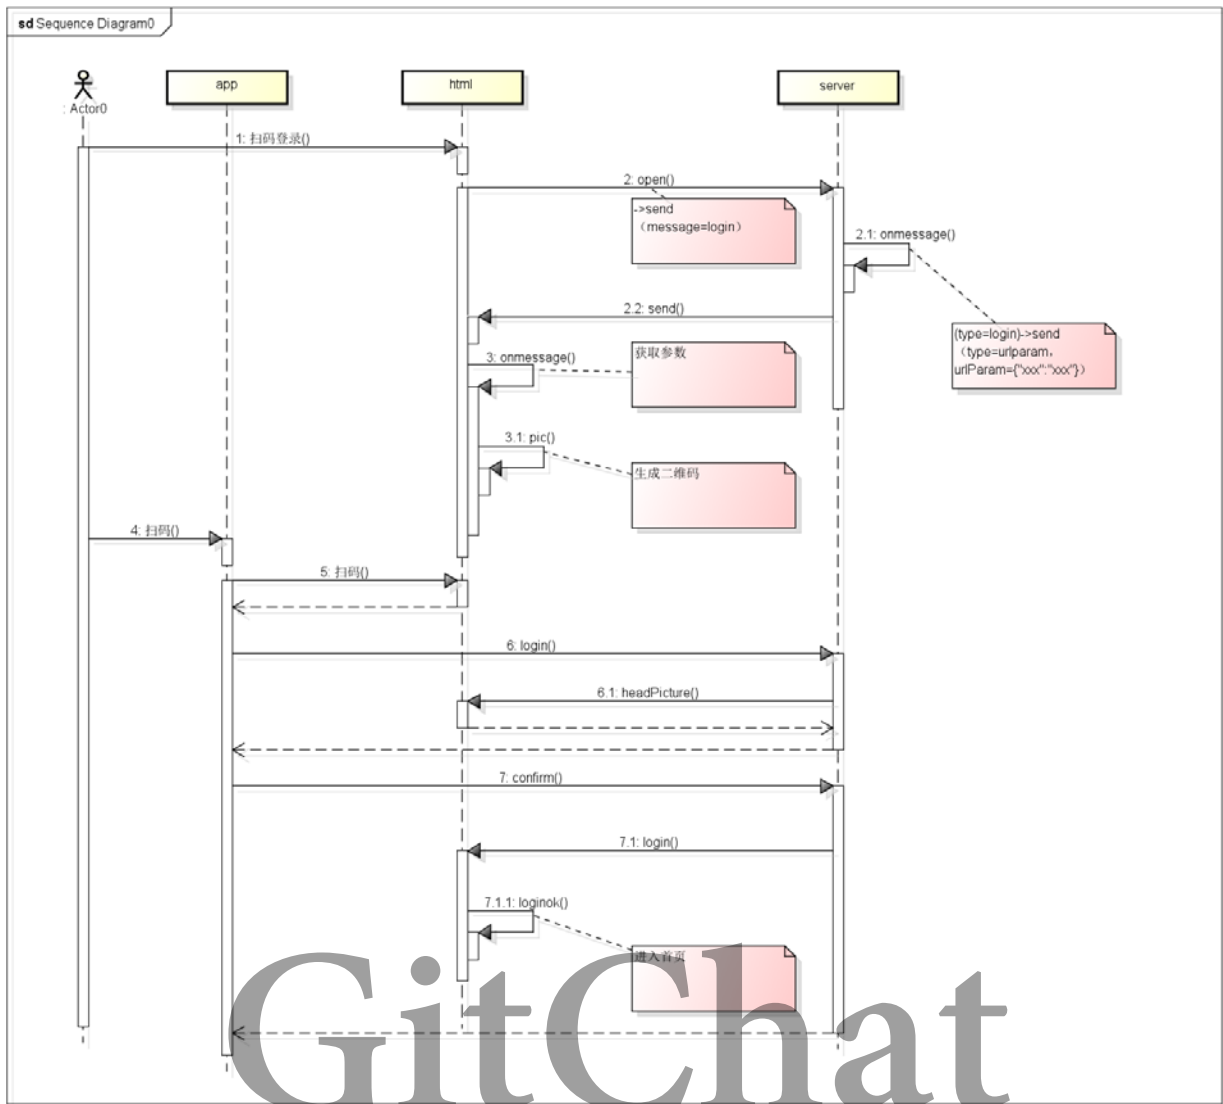 sd Sequence Diagram0
: Actor0
app
html
server
1: 扫码登录()
2: open()
->send
（message=login）
2.1: onmessage()
2.2: send()
(type=login)->send
（type=urlparam，
urlParam={"xxx":"xxx"}）
获取参数
3: onmessage()
3.1: pic()
生成二维码
4: 扫码()
5: 扫码()
6: login()
6.1: headPicture()
7: confirm()
7.1: login()
7.1.1: loginok()
进入首页
GitChat